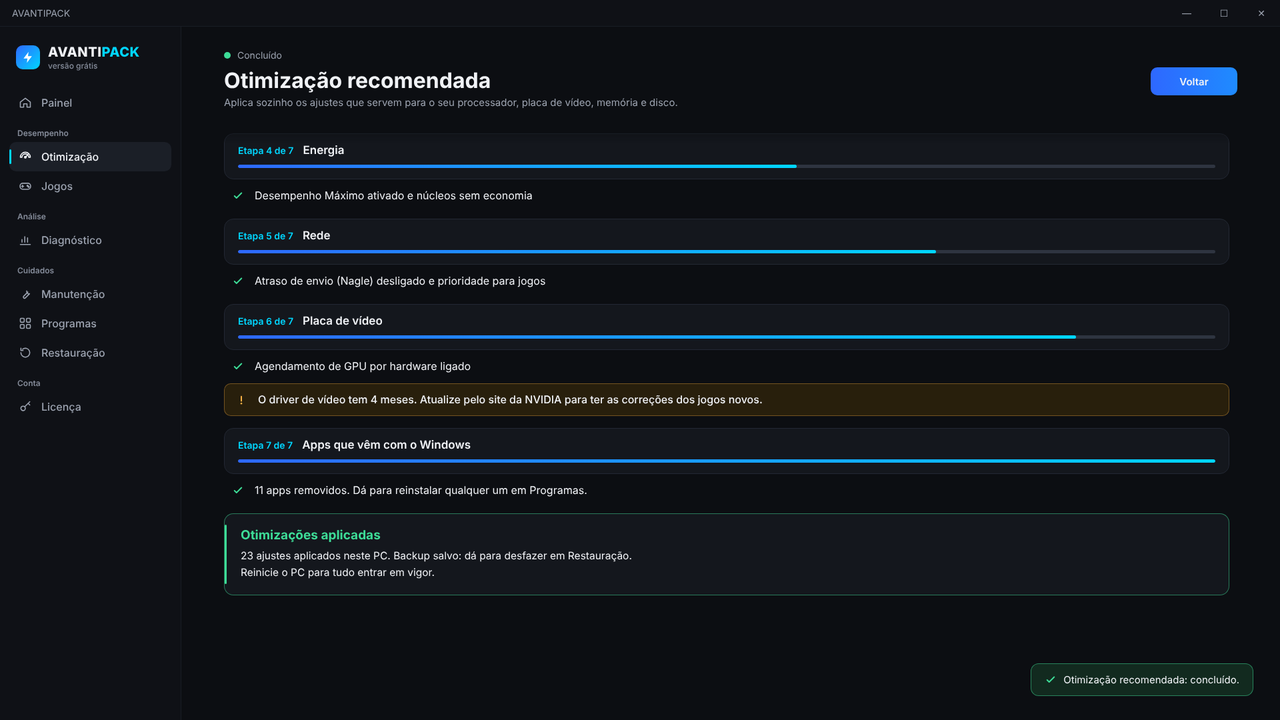 AVANTIPACK
AVANTIPACK
versão grátis
Painel
Desempenho
Otimização
Jogos
Análise
Diagnóstico
Cuidados
Manutenção
Programas
Restauração
Conta
Licença
Concluído
Otimização recomendada
Aplica sozinho os ajustes que servem para o seu processador, placa de vídeo, memória e disco.
Voltar
Etapa 4 de 7 Energia
Desempenho Máximo ativado e núcleos sem economia
Etapa 5 de 7 Rede
Atraso de envio (Nagle) desligado e prioridade para jogos
Etapa 6 de 7 Placa de vídeo
Agendamento de GPU por hardware ligado
! O driver de vídeo tem 4 meses. Atualize pelo site da NVIDIA para ter as correções dos jogos novos.
Etapa 7 de 7 Apps que vêm com o Windows
11 apps removidos. Dá para reinstalar qualquer um em Programas.
Otimizações aplicadas
23 ajustes aplicados neste PC. Backup salvo: dá para desfazer em Restauração.
Reinicie o PC para tudo entrar em vigor.
Otimização recomendada: concluído.